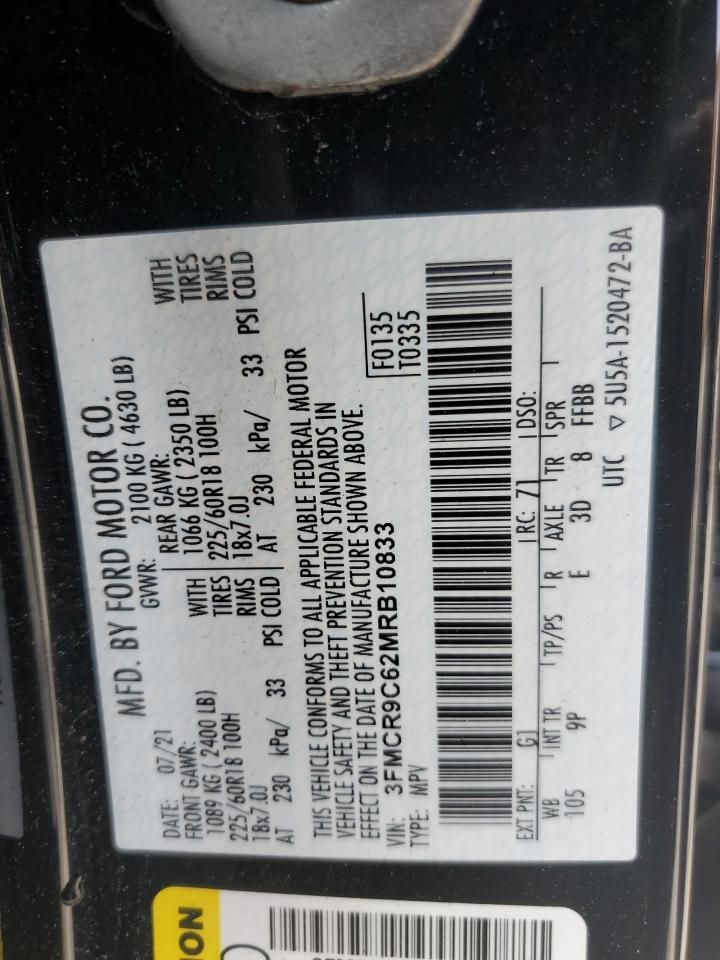 MFD. BY FORD MOTOR CO.
DATE: 07/21 GVWR: 2100 KG ( 4630 LB)
FRONT GAWR: REAR GAWR:
1089 KG ( 2400 LB) WITH 1066 KG ( 2350 LB) WITH
225/60R18 100H TIRES 225/60R18 100H TIRES
18x7.0J RIMS 18x7.0J RIMS
AT 230 kPa/ 33 PSI COLD AT 230 kPa/ 33 PSI COLD
THIS VEHICLE CONFORMS TO ALL APPLICABLE FEDERAL MOTOR
VEHICLE SAFETY AND THEFT PREVENTION STANDARDS IN
EFFECT ON THE DATE OF MANUFACTURE SHOWN ABOVE.
VIN: 3FMCR9C62MRB10833 F0135
TYPE: MPV T0335
EXT PNT: G1 RC: 71 DSO:
WB INT TR TP/PS R AXLE TR SPR
105 9P E 3D 8 FFBB
UTC ▽ 5U5A-1520472-BA
ION